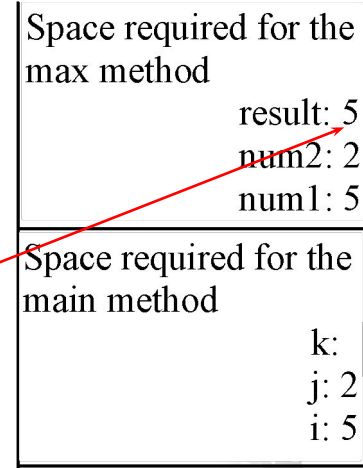 Space required for the
max method
result: 5
num2: 2
num1: 5
Space required for the
main method
k:
j: 2
i: 5